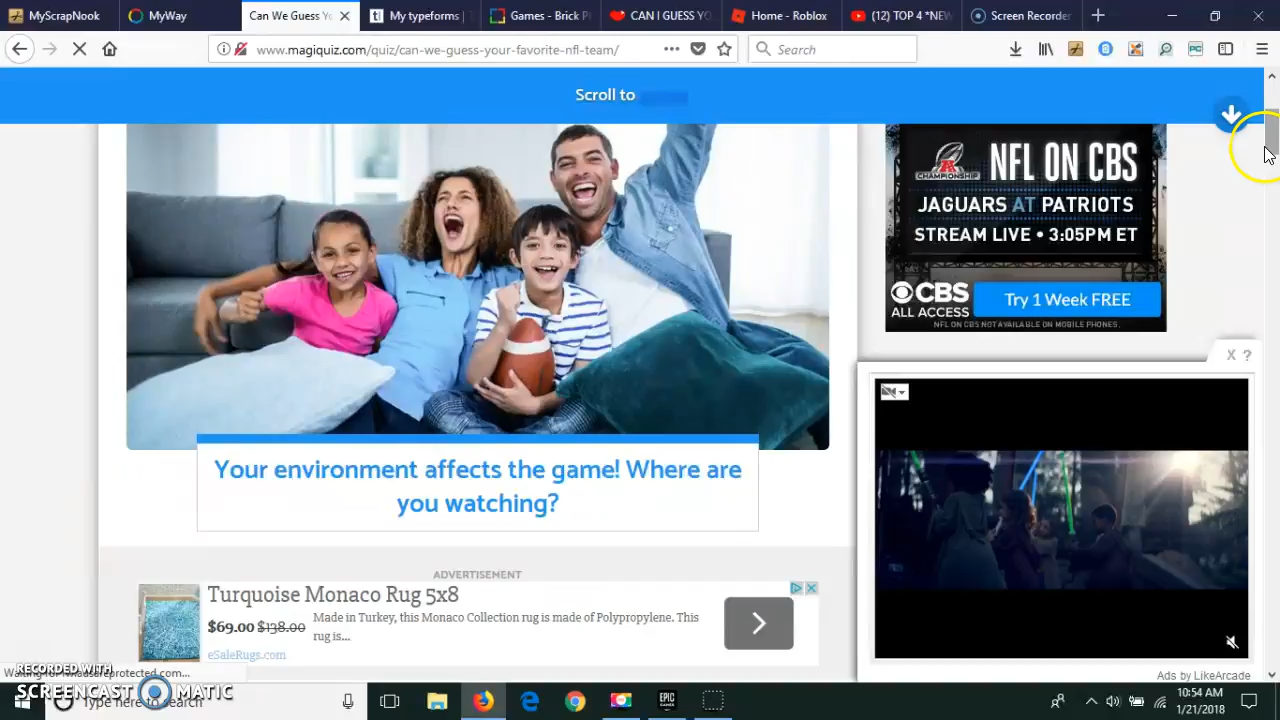 MyScrapNook
MyWay
Can We Guess Yo
My typeforms |
Games - Brick Pl
CAN I GUESS YO
Home - Roblox
(12) TOP 4 *NEW
Screen Recorder
www.magiquiz.com/quiz/can-we-guess-your-favorite-nfl-team/
Search
Scroll to
CHAMPIONSHIP
NFL ON CBS
JAGUARS AT PATRIOTS
STREAM LIVE • 3:05PM ET
CBS
ALL ACCESS
Try 1 Week FREE
NFL ON CBS NOT AVAILABLE ON MOBILE PHONES.
X ?
Your environment affects the game! Where are
you watching?
ADVERTISEMENT
Turquoise Monaco Rug 5x8
$69.00 $138.00
Made in Turkey, this Monaco Collection rug is made of Polypropylene. This
rug is...
eSaleRugs.com
Ads by LikeArcade
RECORDED WITH
SCREENCAST MATIC
Type here to search
EPIC
GAMES
10:54 AM
1/21/2018